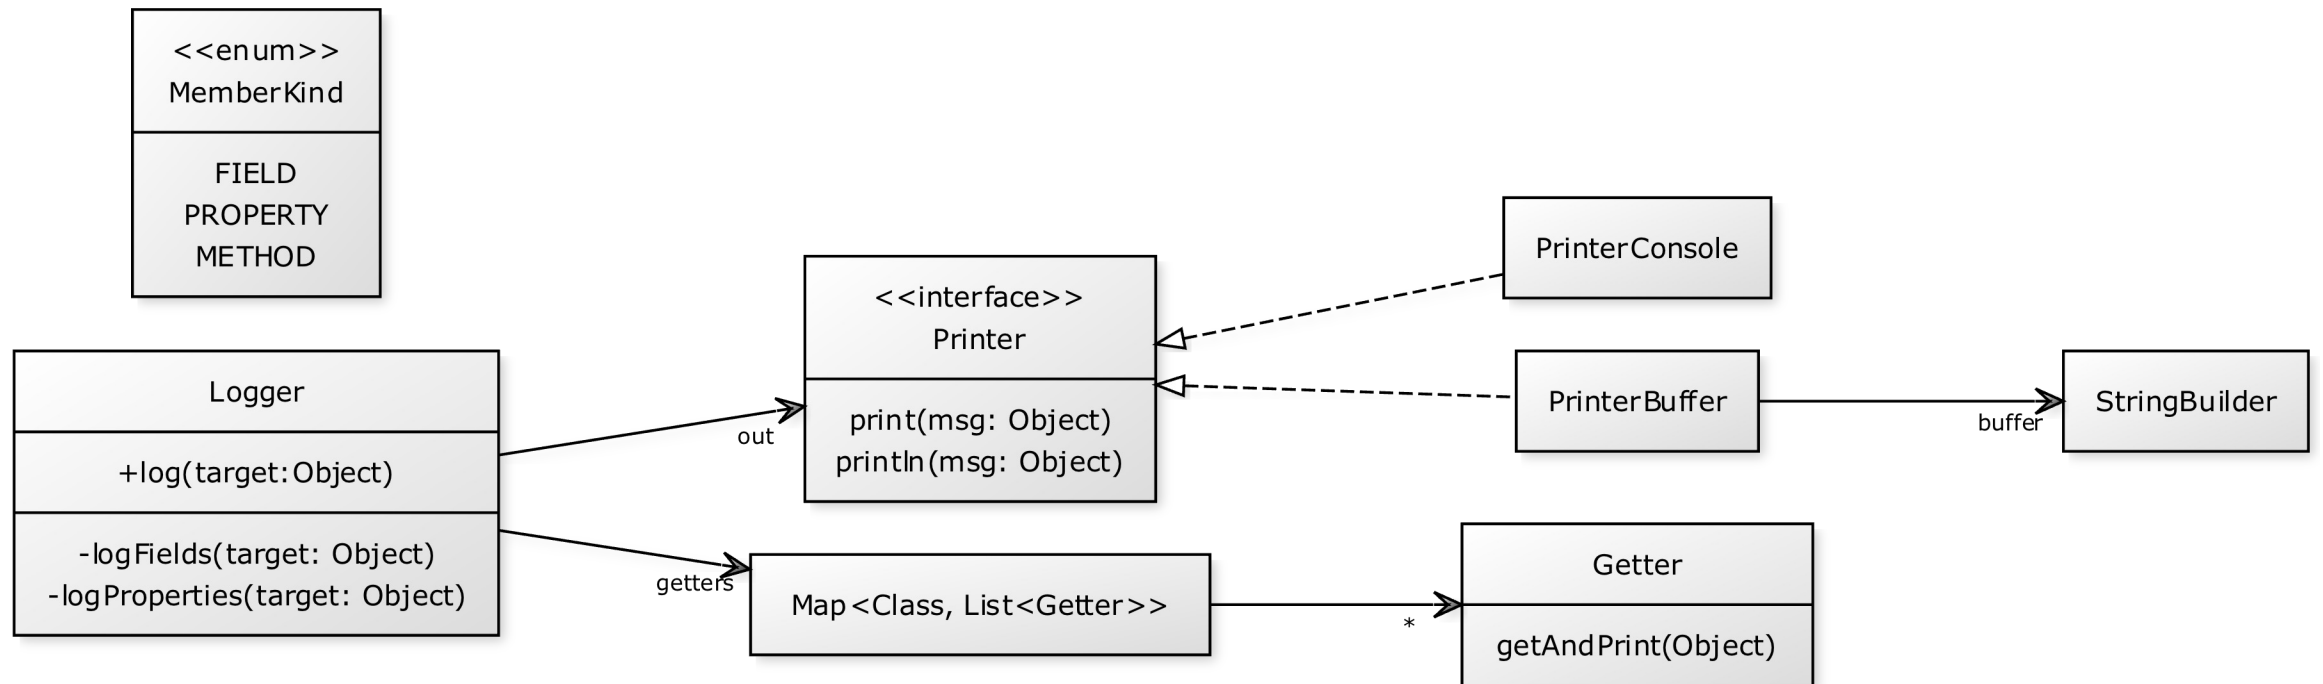 <<enum>>
MemberKind
FIELD
PROPERTY
METHOD
Logger
+log(target:Object)
-logFields(target: Object)
-logProperties(target: Object)
out
getters
<<interface>>
Printer
print(msg: Object)
println(msg: Object)
Map<Class, List<Getter>>
*
PrinterConsole
PrinterBuffer
buffer
StringBuilder
Getter
getAndPrint(Object)